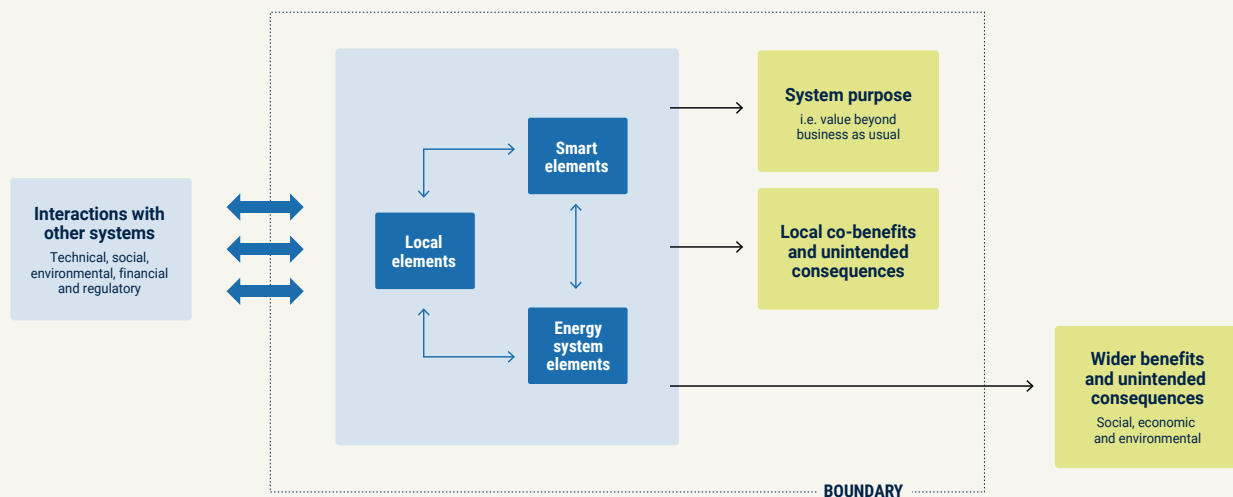 Interactions with
other systems
Technical, social,
environmental, financial
and regulatory
Local
elements
Smart
elements
Energy
system
elements
System purpose
i.e. value beyond
business as usual
Local co-benefits
and unintended
consequences
Wider benefits
and unintended
consequences
Social, economic
and environmental
BOUNDARY